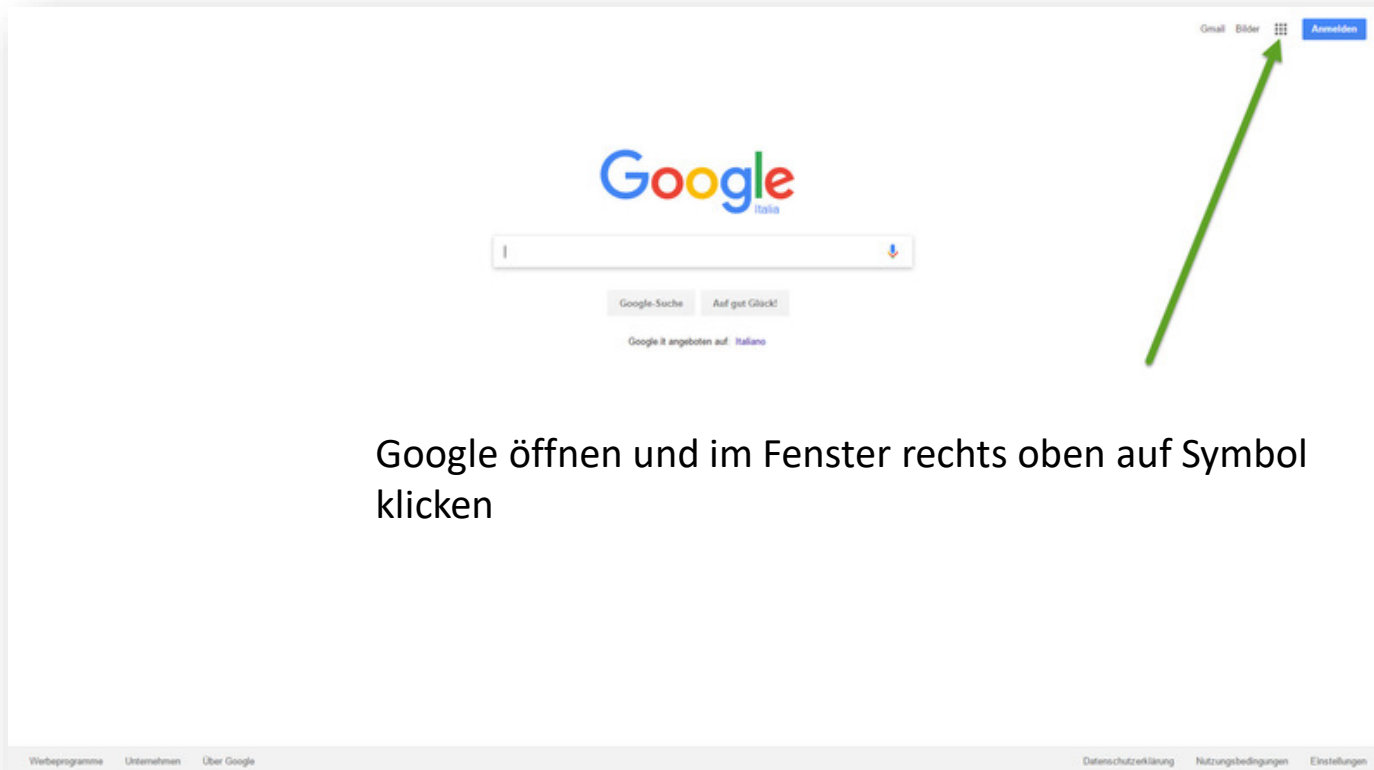 Gmail Bilder Anmelden
Google
Italia
Google-Suche Auf gut Glück!
Google.it angeboten auf: Italiano
Google öffnen und im Fenster rechts oben auf Symbol
klicken
Werbeprogramme Unternehmen Über Google Datenschutzerklärung Nutzungsbedingungen Einstellungen